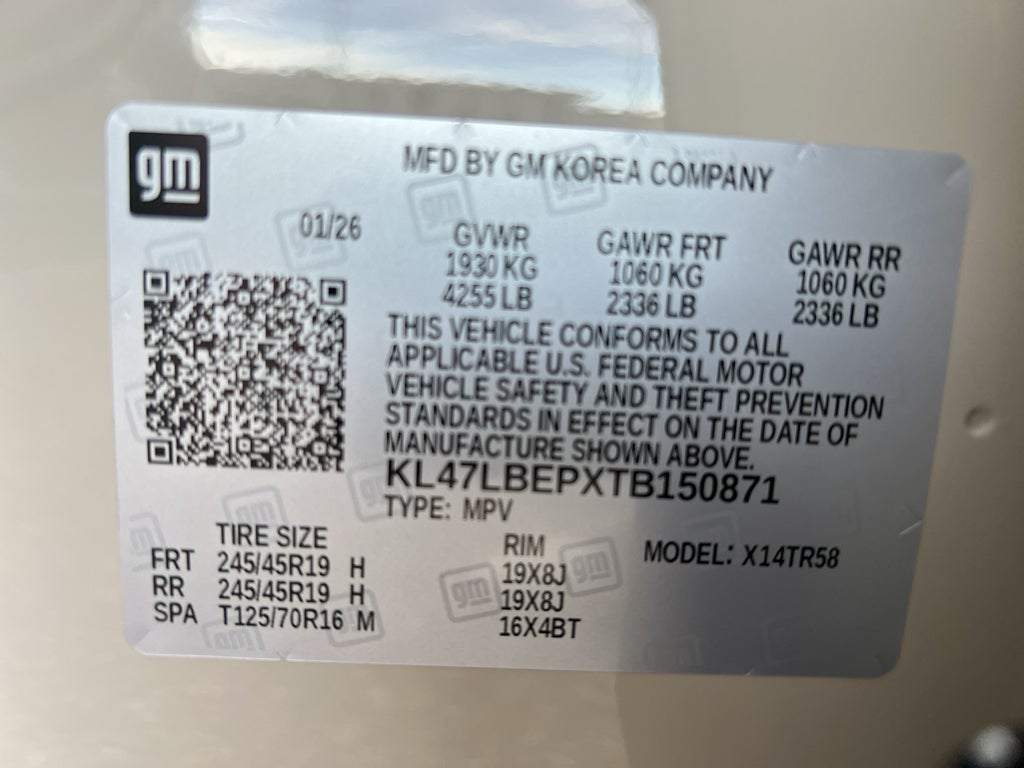 gm
MFD BY GM KOREA COMPANY
01/26
GVWR GAWR FRT GAWR RR
1930 KG 1060 KG 1060 KG
4255 LB 2336 LB 2336 LB
THIS VEHICLE CONFORMS TO ALL
APPLICABLE U.S. FEDERAL MOTOR
VEHICLE SAFETY AND THEFT PREVENTION
STANDARDS IN EFFECT ON THE DATE OF
MANUFACTURE SHOWN ABOVE.
KL47LBEPXTB150871
TYPE: MPV
TIRE SIZE RIM MODEL: X14TR58
FRT 245/45R19 H 19X8J
RR 245/45R19 H 19X8J
SPA T125/70R16 M 16X4BT